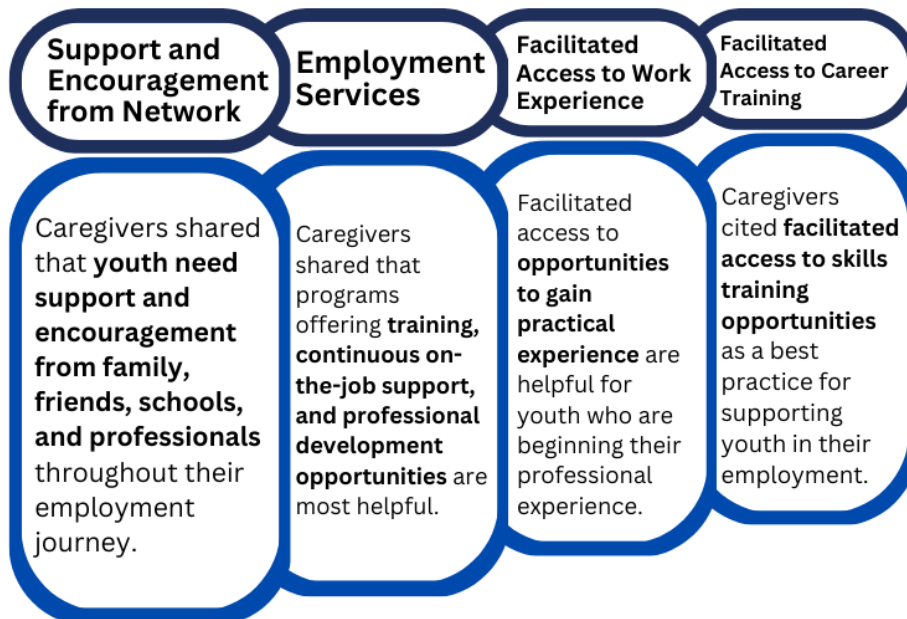 Support and
Encouragement
from Network
Employment
Services
Facilitated
Access to Work
Experience
Facilitated
Access to Career
Training
Caregivers shared
that youth need
support and
encouragement
from family,
friends, schools,
and professionals
throughout their
employment
journey.
Caregivers
shared that
programs
offering training,
continuous on-
the-job support,
and professional
development
opportunities are
most helpful.
Facilitated
access to
opportunities
to gain
practical
experience are
helpful for
youth who are
beginning their
professional
experience.
Caregivers
cited facilitated
access to skills
training
opportunities
as a best
practice for
supporting
youth in their
employment.